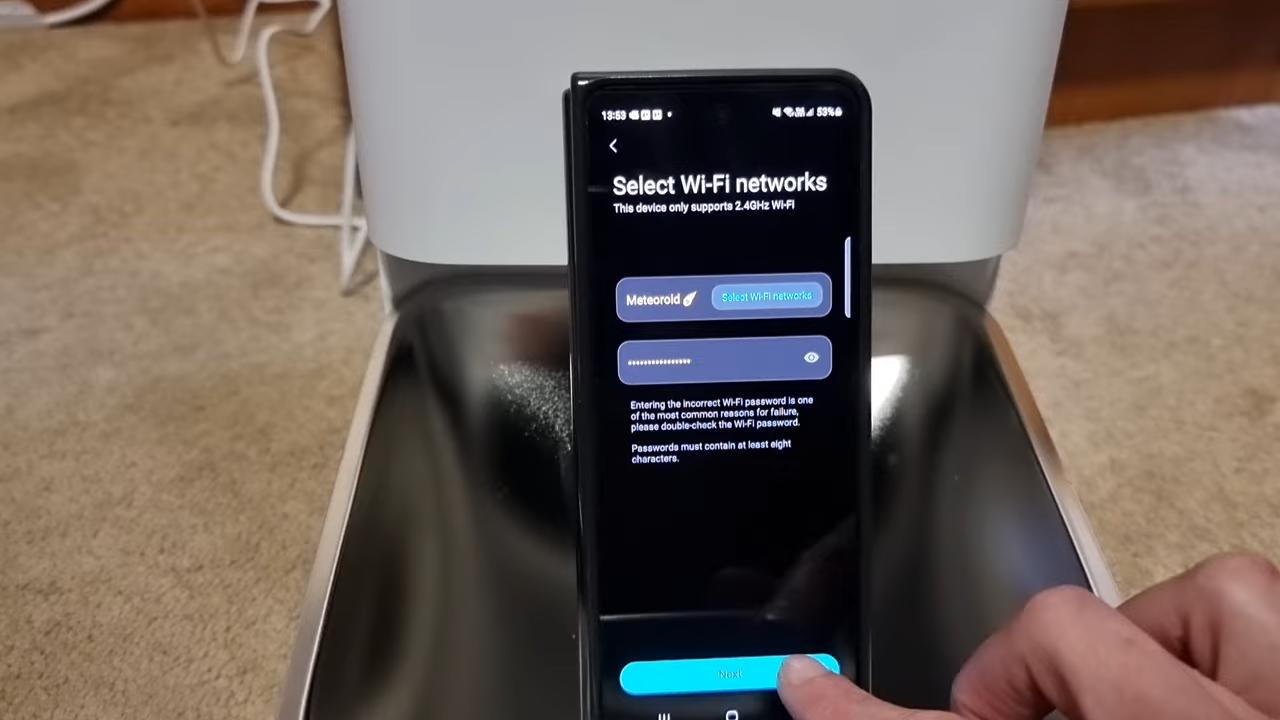 13:53
53%
Select Wi-Fi networks
This device only supports 2.4GHz Wi-Fi
Meteoroid
Select Wi-Fi networks
••••••••••••••••
Entering the incorrect Wi-Fi password is one
of the most common reasons for failure,
please double-check the Wi-Fi password.
Passwords must contain at least eight
characters.
Next